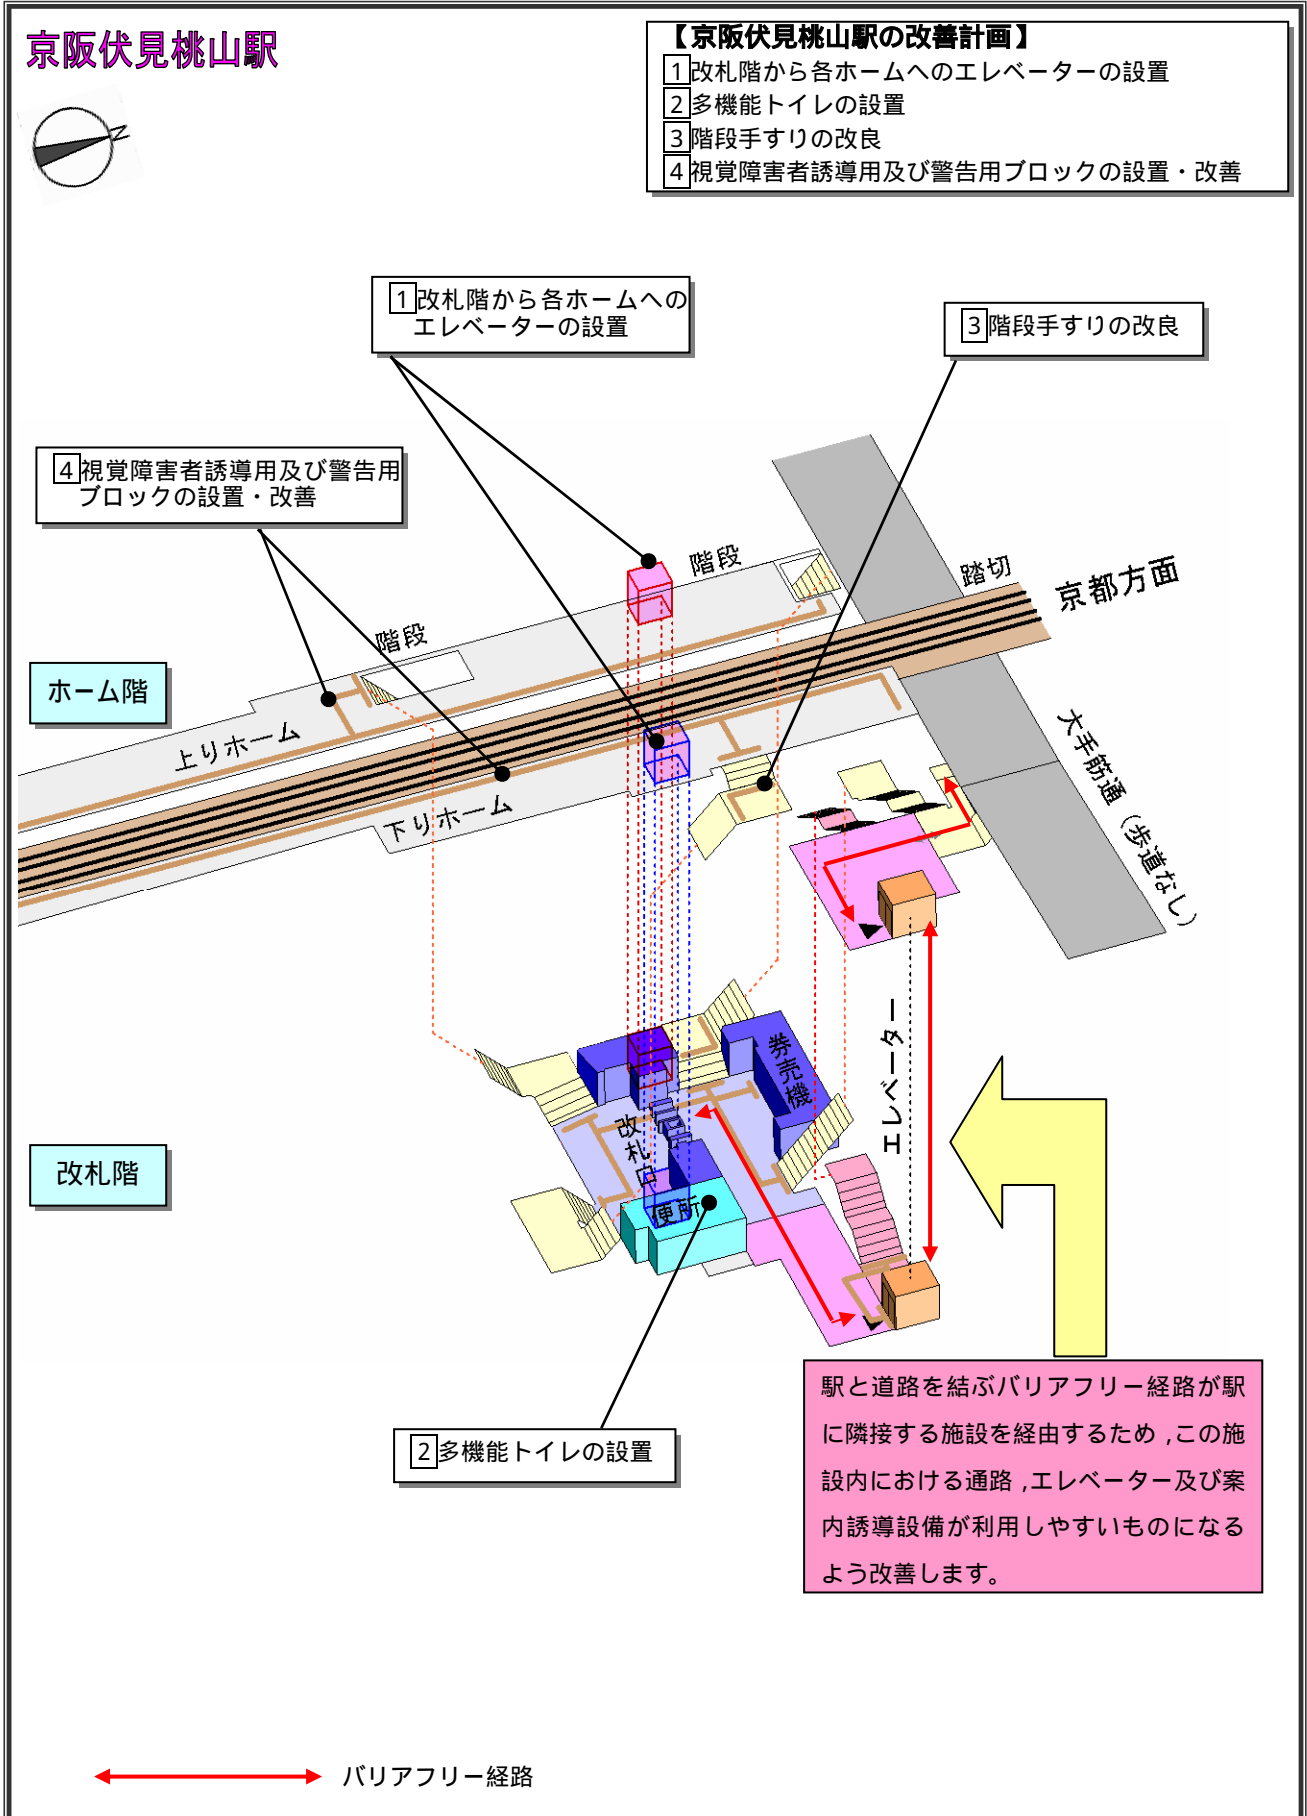 京阪伏見桃山駅
【京阪伏見桃山駅の改善計画】
1改札階から各ホームへのエレベーターの設置
2多機能トイレの設置
3階段手すりの改良
4視覚障害者誘導用及び警告用ブロックの設置・改善
N
1改札階から各ホームへの
エレベーターの設置
3階段手すりの改良
4視覚障害者誘導用及び警告用
ブロックの設置・改善
階段
踏切
京都方面
階段
ホーム階
上りホーム
下りホーム
大手筋通（歩道なし）
エレベーター
券売機
改札口
改札階
便所
2多機能トイレの設置
駅と道路を結ぶバリアフリー経路が駅
に隣接する施設を経由するため,この施
設内における通路,エレベーター及び案
内誘導設備が利用しやすいものになる
よう改善します。
バリアフリー経路